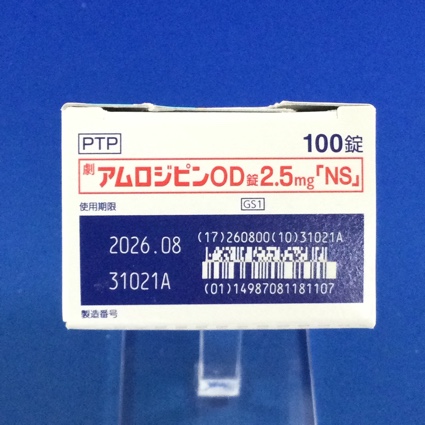 PTP
100錠
劇 アムロジピンOD錠2.5mg「NS」
使用期限
GS1
2026.08
(17)260800(10)31021A
31021A
(01)14987081181107
製造番号